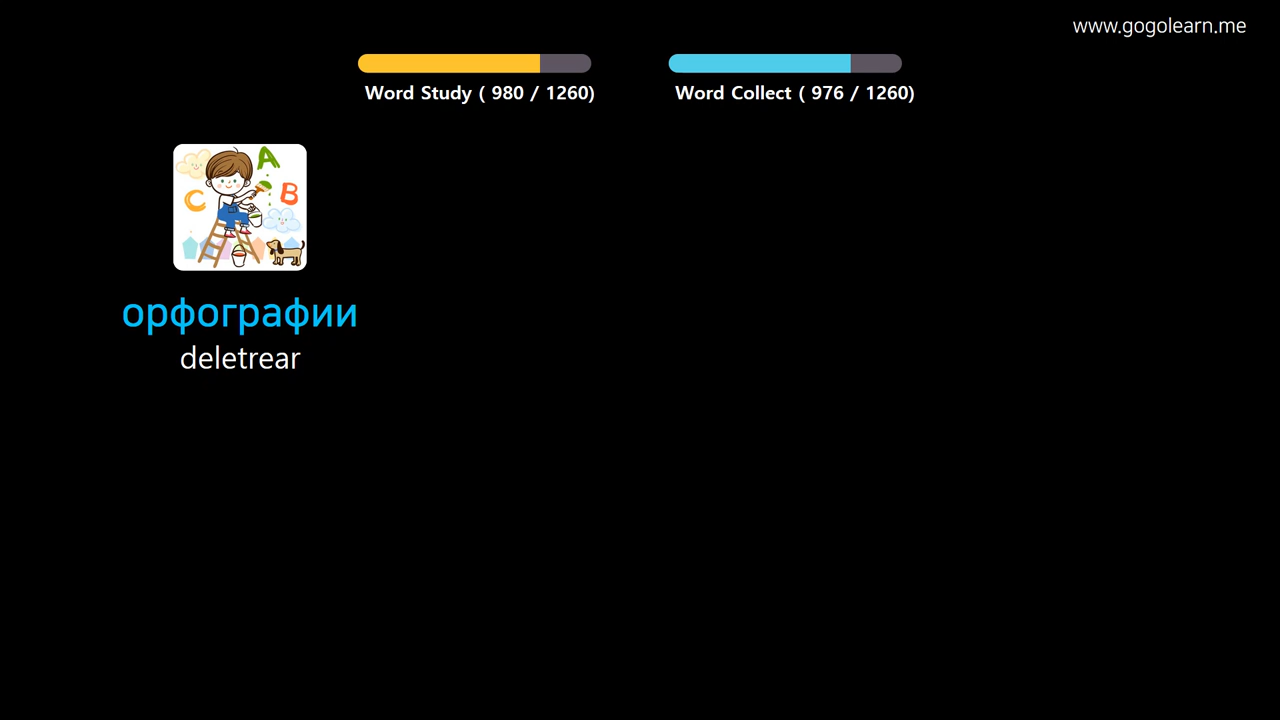 www.gogolearn.me
Word Study ( 980 / 1260)
Word Collect ( 976 / 1260)
A
B
C
орфографии
deletrear